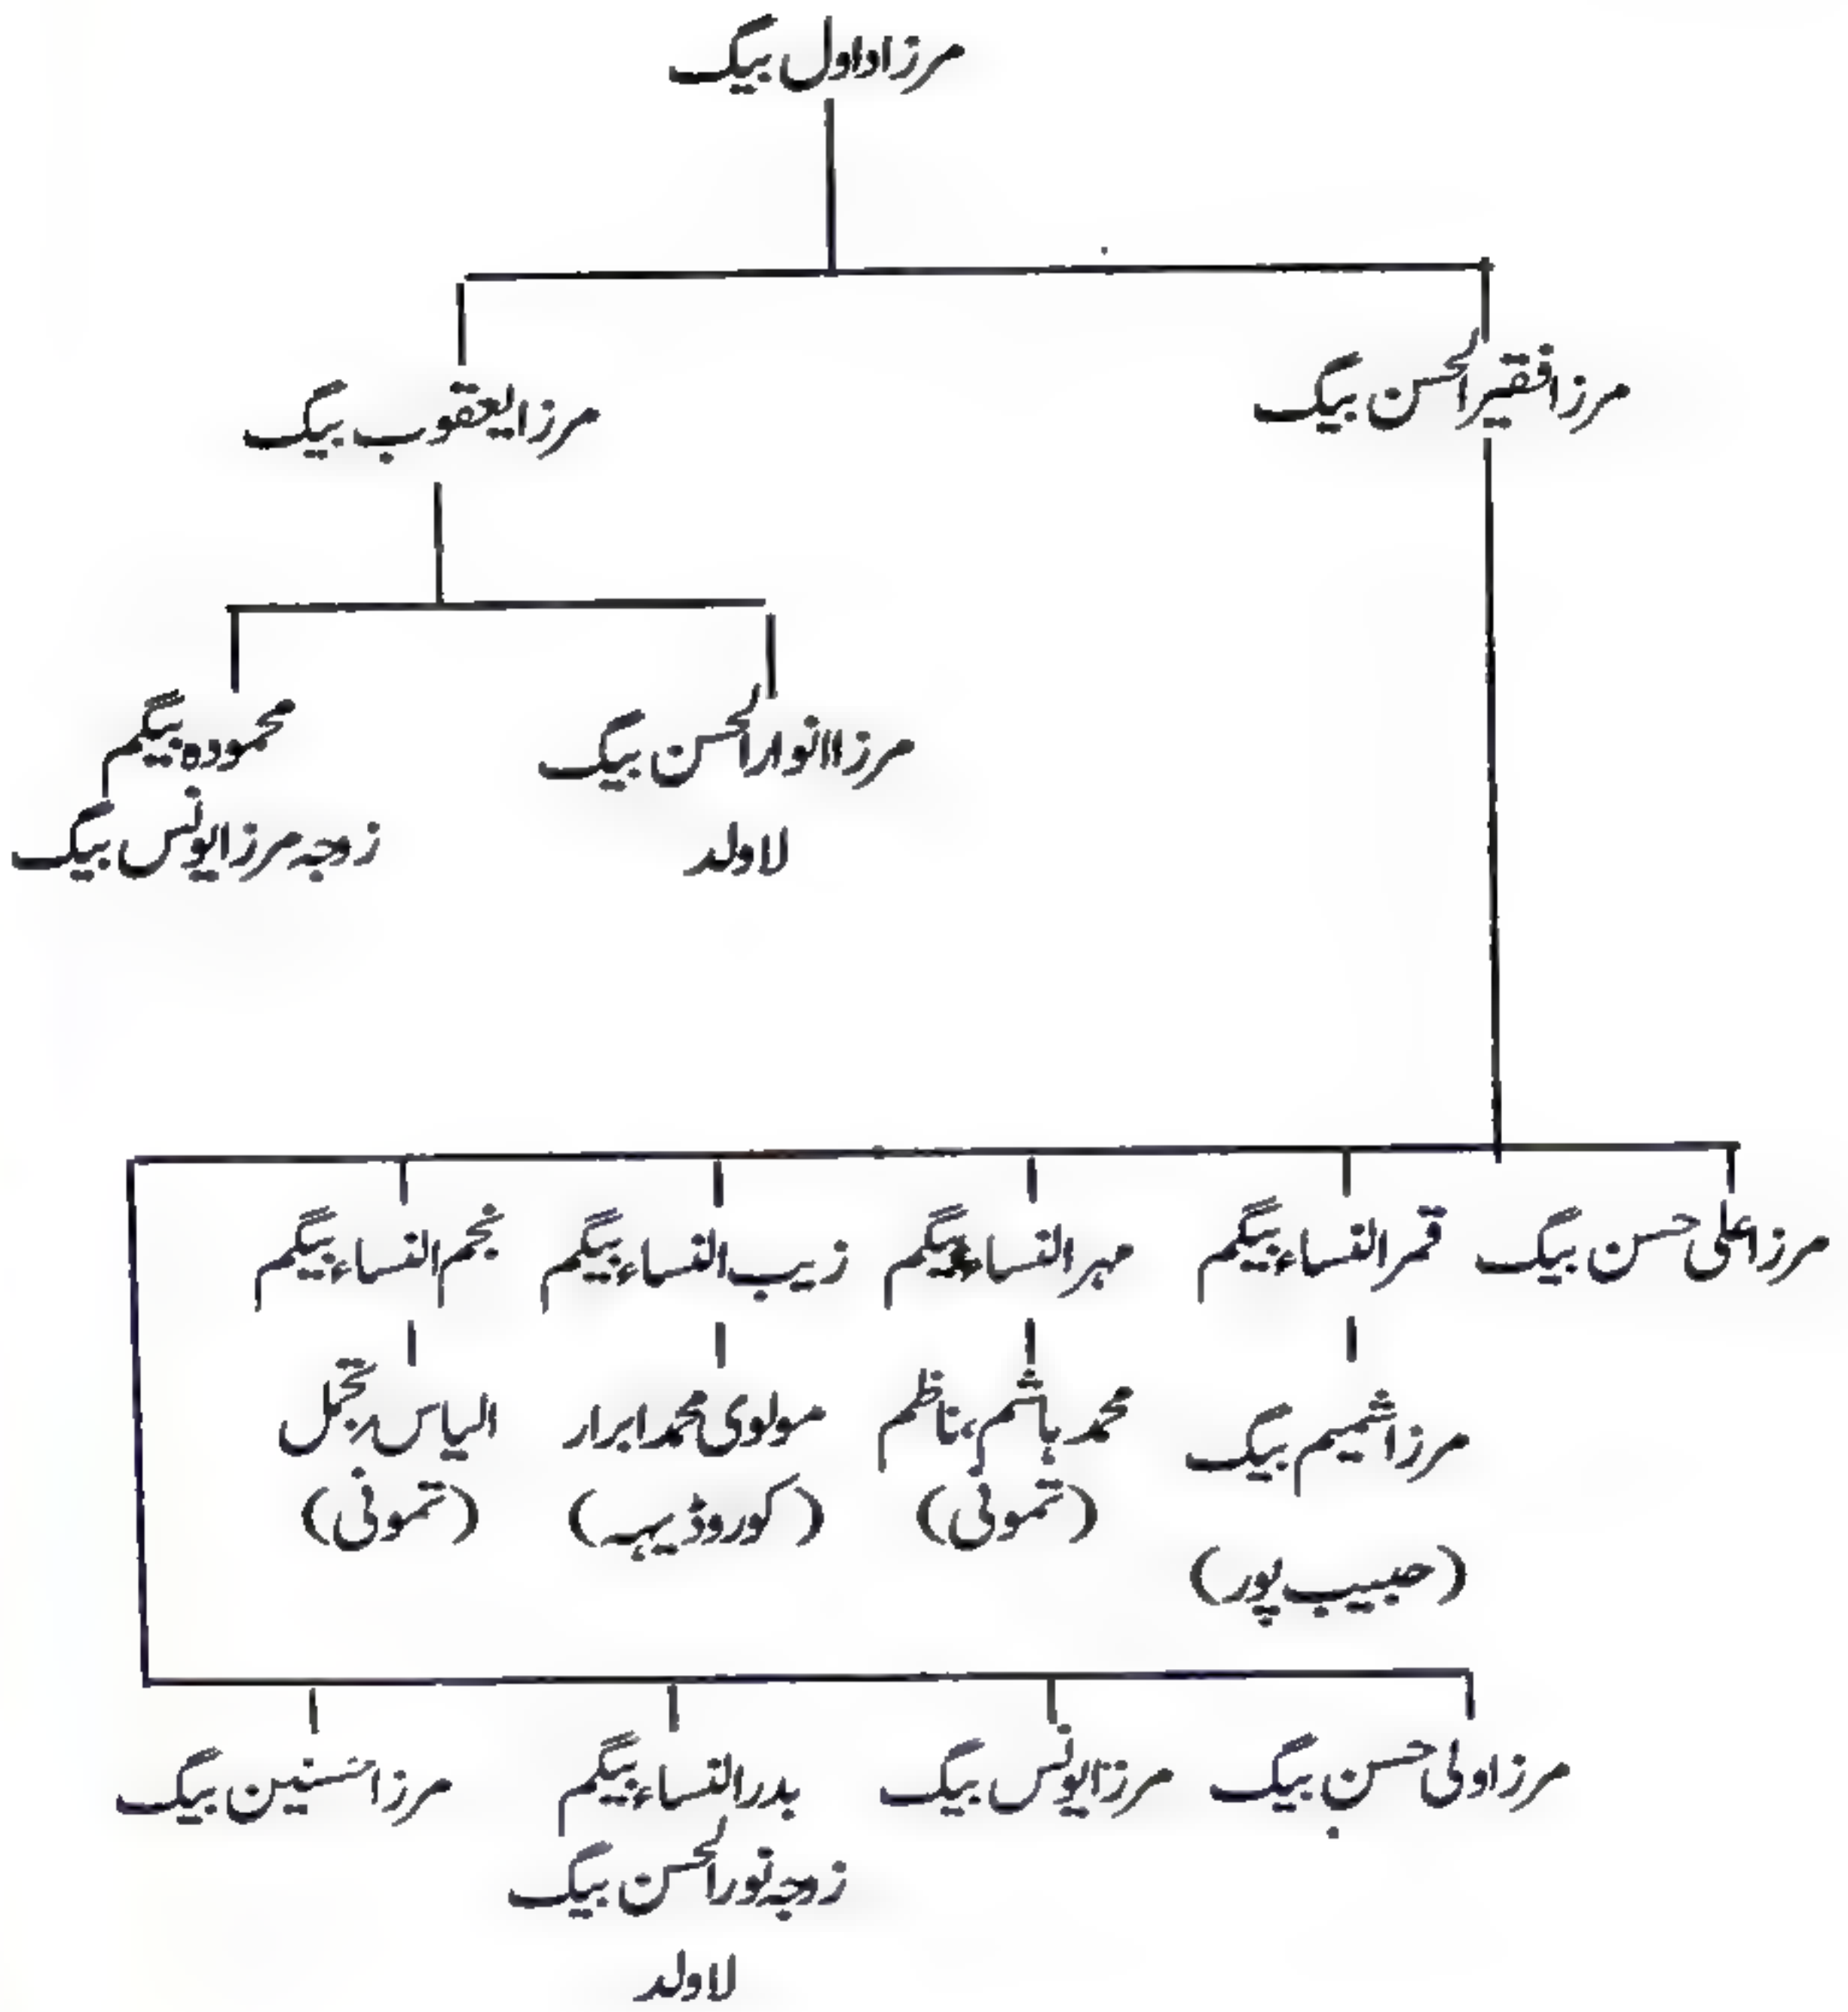 مرزا داول بیگ
مرزا فقیر الحسن بیگ
مرزا یعقوب بیگ
مرزا انوار الحسن بیگ
لاولد
محمودہ بیگم
زوجہ مرزا یونس بیگ
مرزا علی حسن بیگ
قمر النساء بیگم
مہر النساء بیگم
زیب النساء بیگم
نجم النساء بیگم
مرزا شمیم بیگ
(حبیب پور)
محمد ہاشم بناظم
(تمونی)
مولوی محمد ابرار
(کوروڈیہہ)
الیاس رتجمل
(تمونی)
مرزا ولی حسن بیگ
مرزا یونس بیگ
بدر النساء بیگم
زوجہ نور الحسن بیگ
لاولد
مرزا حسنین بیگ